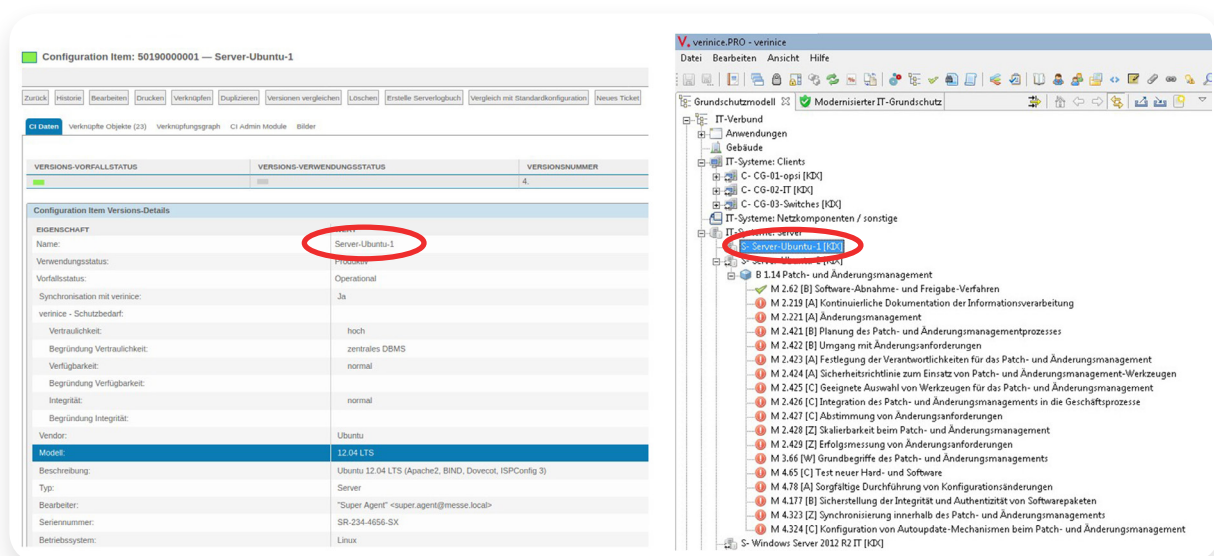 Configuration Item: 50190000001 — Server-Ubuntu-1
Zurück Historie Bearbeiten Drucken Verknüpfen Duplizieren Versionen vergleichen Löschen Erstelle Serverlogbuch Vergleich mit Standardkonfiguration Neues Ticket
CI Daten Verknüpfte Objekte (23) Verknüpfungsgraph CI Admin Module Bilder
VERSIONS-VORFALLSTATUS VERSIONS-VERWENDUNGSSTATUS VERSIONSNUMMER
4.
Configuration Item Versions-Details
EIGENSCHAFT
Name: Server-Ubuntu-1
Verwendungsstatus: Produktiv
Vorfallsstatus: Operational
Synchronisation mit verinice: Ja
verinice - Schutzbedarf:
Vertraulichkeit: hoch
Begründung Vertraulichkeit: zentrales DBMS
Verfügbarkeit: normal
Begründung Verfügbarkeit:
Integrität: normal
Begründung Integrität:
Vendor: Ubuntu
Modell: 12.04 LTS
Beschreibung: Ubuntu 12.04 LTS (Apache2, BIND, Dovecot, ISPConfig 3)
Typ: Server
Bearbeiter: "Super Agent" <super.agent@messe.local>
Seriennummer: SR-234-4656-SX
Betriebssystem: Linux
verinice.PRO - verinice
Datei Bearbeiten Ansicht Hilfe
Grundschutzmodell Modernisierter IT-Grundschutz
IT-Verbund
Anwendungen
Gebäude
IT-Systeme: Clients
C- CG-01-opsi [KIX]
C- CG-02-IT [KIX]
C- CG-03-Switches [KIX]
IT-Systeme: Netzkomponenten / sonstige
IT-Systeme: Server
S- Server-Ubuntu-1 [KIX]
B 1.14 Patch- und Änderungsmanagement
M 2.62 [B] Software-Abnahme- und Freigabe-Verfahren
M 2.219 [A] Kontinuierliche Dokumentation der Informationsverarbeitung
M 2.221 [A] Änderungsmanagement
M 2.421 [B] Planung des Patch- und Änderungsmanagementprozesses
M 2.422 [B] Umgang mit Änderungsanforderungen
M 2.423 [A] Festlegung der Verantwortlichkeiten für das Patch- und Änderungsmanagement
M 2.424 [A] Sicherheitsrichtlinie zum Einsatz von Patch- und Änderungsmanagement-Werkzeugen
M 2.425 [C] Geeignete Auswahl von Werkzeugen für das Patch- und Änderungsmanagement
M 2.426 [C] Integration des Patch- und Änderungsmanagements in die Geschäftsprozesse
M 2.427 [C] Abstimmung von Änderungsanforderungen
M 2.428 [Z] Skalierbarkeit beim Patch- und Änderungsmanagement
M 2.429 [Z] Erfolgsmessung von Änderungsanforderungen
M 3.66 [W] Grundbegriffe des Patch- und Änderungsmanagements
M 4.65 [C] Test neuer Hard- und Software
M 4.78 [A] Sorgfältige Durchführung von Konfigurationsänderungen
M 4.177 [B] Sicherstellung der Integrität und Authentizität von Softwarepaketen
M 4.323 [Z] Synchronisierung innerhalb des Patch- und Änderungsmanagements
M 4.324 [C] Konfiguration von Autoupdate-Mechanismen beim Patch- und Änderungsmanagement
S- Windows Server 2012 R2 IT [KIX]